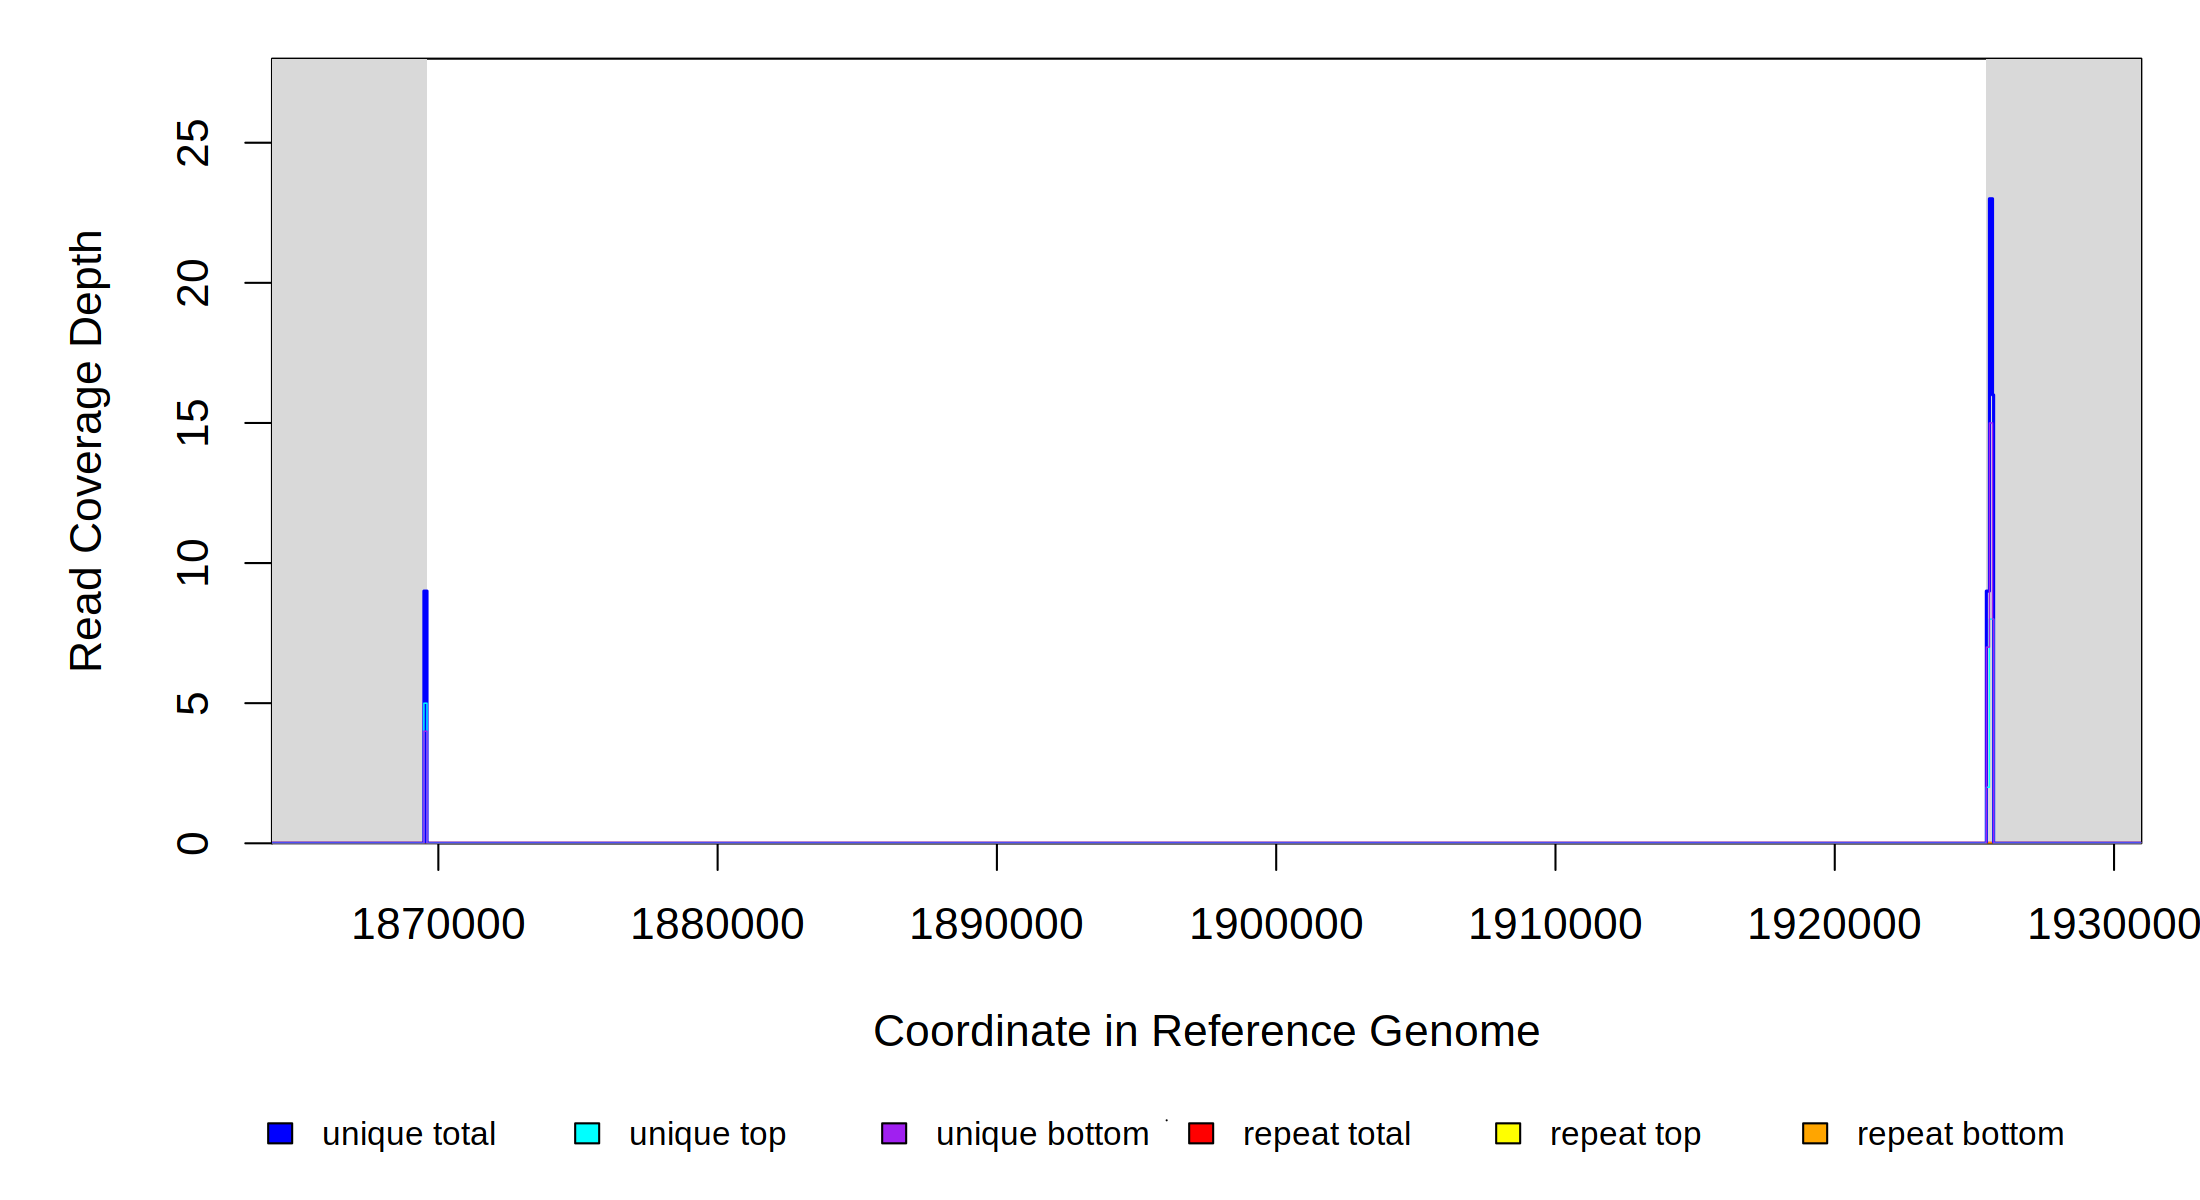 Read Coverage Depth
25
20
15
10
5
0
1870000 1880000 1890000 1900000 1910000 1920000 1930000
Coordinate in Reference Genome
unique total unique top unique bottom repeat total repeat top repeat bottom